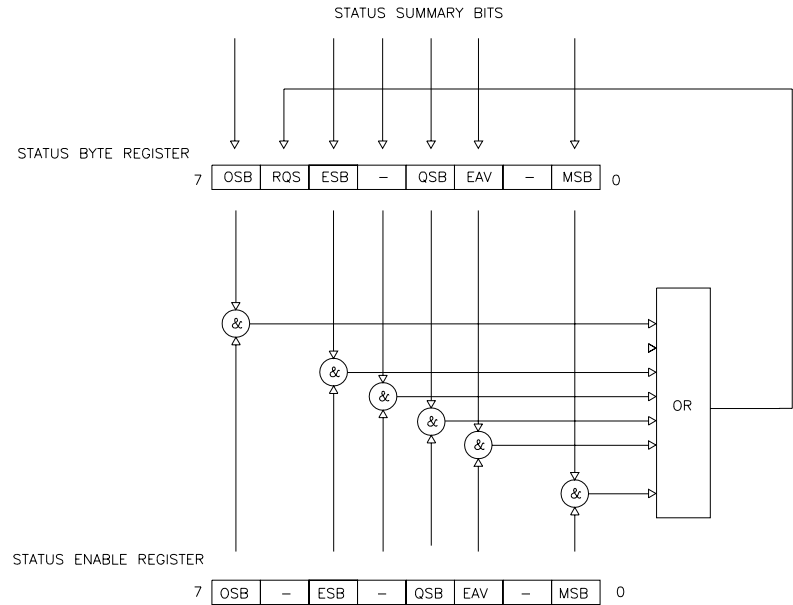 STATUS SUMMARY BITS
STATUS BYTE REGISTER
7 OSB RQS ESB - QSB EAV - MSB 0
&
&
&
OR
&
&
&
STATUS ENABLE REGISTER
7 OSB - ESB - QSB EAV - MSB 0